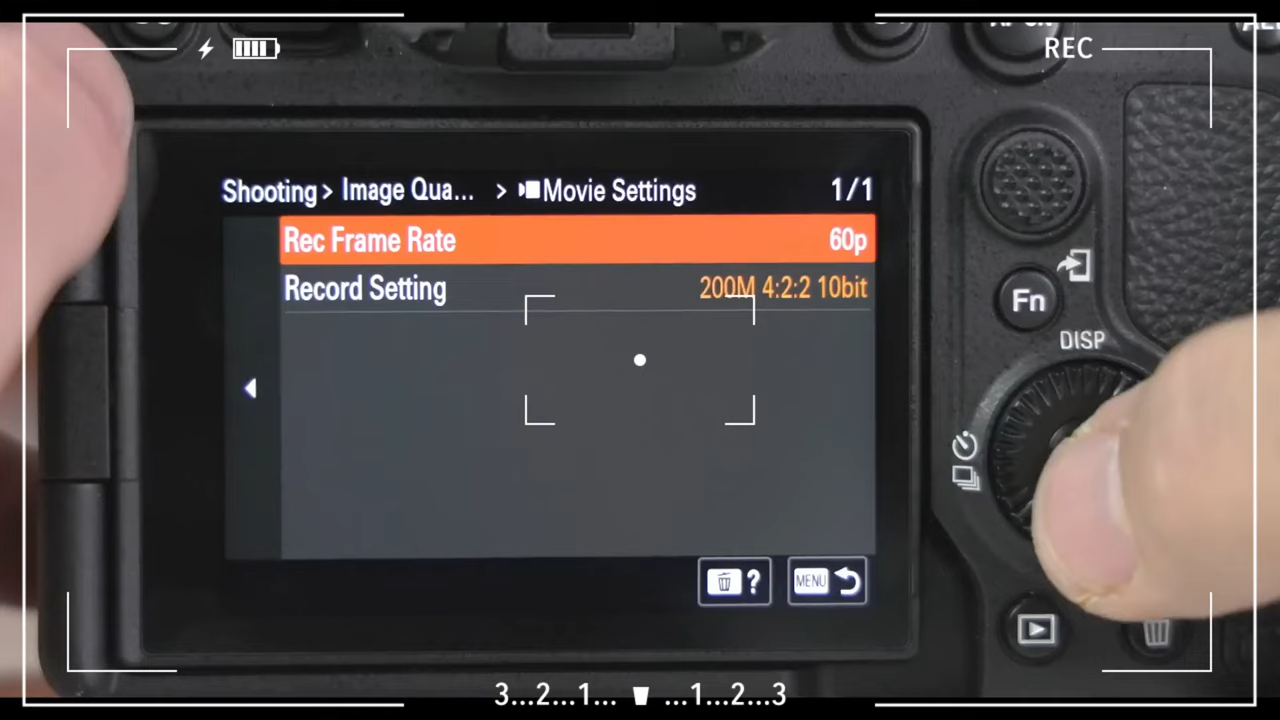 REC
Shooting > Image Qua... > Movie Settings 1/1
Rec Frame Rate 60p
Record Setting 200M 4:2:2 10bit
Fn
DISP
? MENU
3...2...1... ...1...2...3